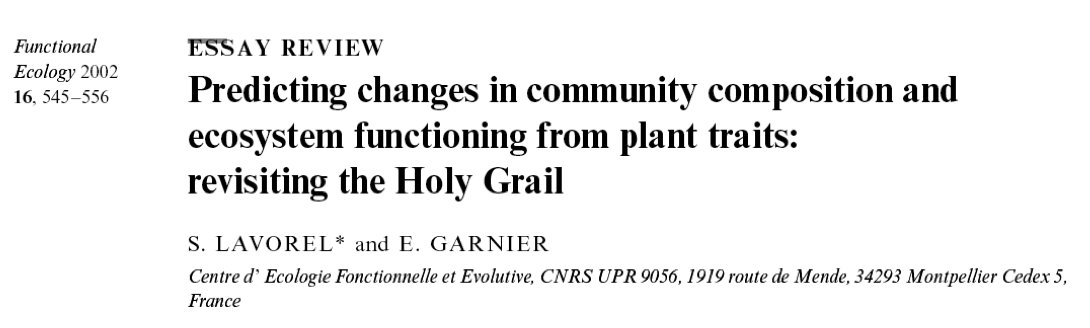 Functional
Ecology 2002
16, 545–556
ESSAY REVIEW
Predicting changes in community composition and
ecosystem functioning from plant traits:
revisiting the Holy Grail
S. LAVOREL* and E. GARNIER
Centre d’ Ecologie Fonctionnelle et Evolutive, CNRS UPR 9056, 1919 route de Mende, 34293 Montpellier Cedex 5,
France